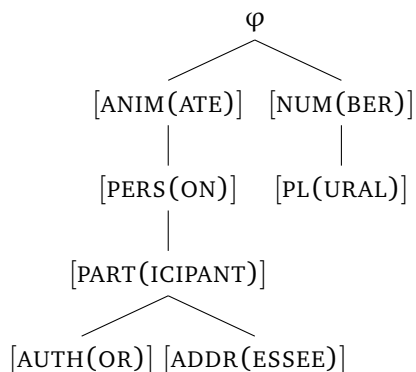 φ
[ANIM(ATE)] [NUM(BER)]
[PERS(ON)] [PL(URAL)]
[PART(ICIPANT)]
[AUTH(OR)] [ADDR(ESSEE)]